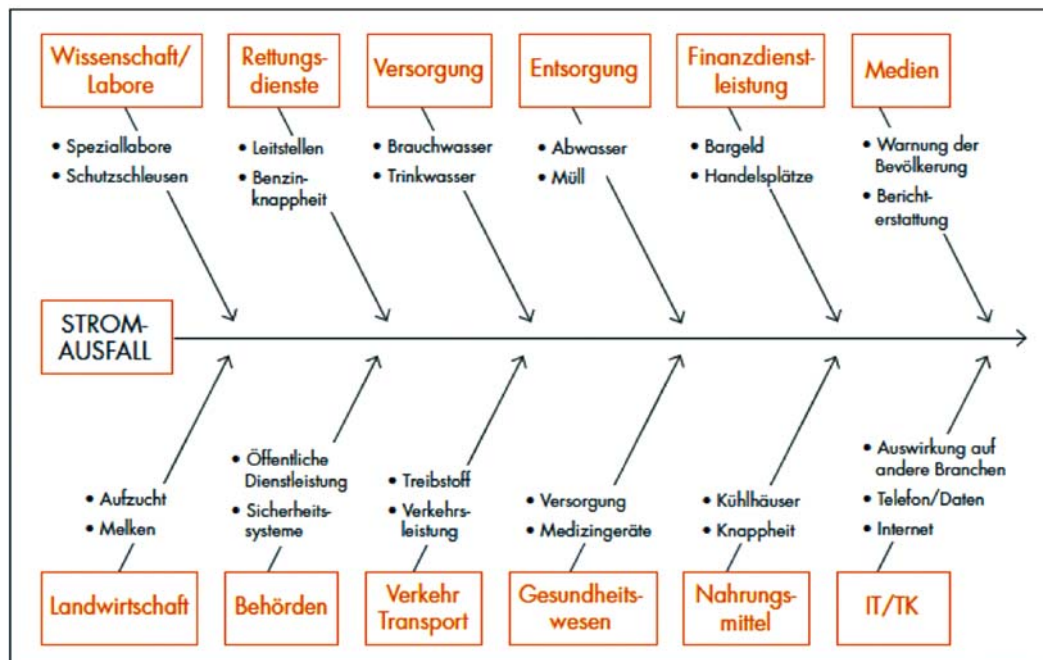 Wissenschaft/
Labore
Rettungs-
dienste
Versorgung
Entsorgung
Finanzdienst-
leistung
Medien
• Speziallabore
• Schutzschleusen
• Leitstellen
• Benzin-
knappheit
• Brauchwasser
• Trinkwasser
• Abwasser
• Müll
• Bargeld
• Handelsplätze
• Warnung der
Bevölkerung
• Bericht-
erstattung
STROM-
AUSFALL
• Aufzucht
• Melken
• Öffentliche
Dienstleistung
• Sicherheits-
systeme
• Treibstoff
• Verkehrs-
leistung
• Versorgung
• Medizingeräte
• Kühlhäuser
• Knappheit
• Auswirkung auf
andere Branchen
• Telefon/Daten
• Internet
Landwirtschaft
Behörden
Verkehr
Transport
Gesundheits-
wesen
Nahrungs-
mittel
IT/TK